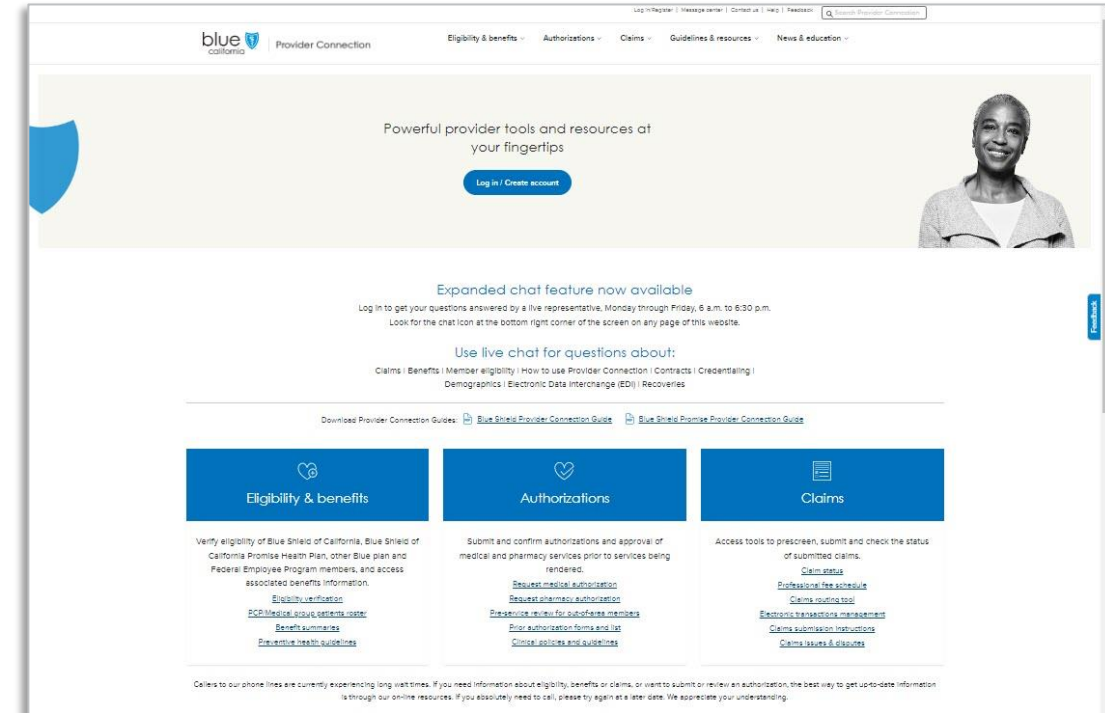 Log in/Register | Message center | Contact us | Help | Feedback
Search Provider Connection
blue
california
Provider Connection
Eligibility & benefits
Authorizations
Claims
Guidelines & resources
News & education
Powerful provider tools and resources at
your fingertips
Log in / Create account
Feedback
Expanded chat feature now available
Log in to get your questions answered by a live representative, Monday through Friday, 6 a.m. to 6:30 p.m.
Look for the chat icon at the bottom right corner of the screen on any page of this website.
Use live chat for questions about:
Claims | Benefits | Member eligibility | How to use Provider Connection | Contracts | Credentialing |
Demographics | Electronic Data Interchange (EDI) | Recoveries
Download Provider Connection Guides: Blue Shield Provider Connection Guide Blue Shield Promise Provider Connection Guide
Eligibility & benefits
Verify eligibility of Blue Shield of California, Blue Shield of
California Promise Health Plan, other Blue plan and
Federal Employee Program members, and access
associated benefits information.
Eligibility verification
PCP/Medical group patients roster
Benefit summaries
Preventive health guidelines
Authorizations
Submit and confirm authorizations and approval of
medical and pharmacy services prior to services being
rendered.
Request medical authorization
Request pharmacy authorization
Pre-service review for out-of-area members
Prior authorization forms and list
Clinical policies and guidelines
Claims
Access tools to prescreen, submit and check the status
of submitted claims.
Claim status
Professional fee schedule
Claims routing tool
Electronic transactions management
Claims submission instructions
Claims issues & disputes
Callers to our phone lines are currently experiencing long wait times. If you need information about eligibility, benefits or claims, or want to submit or review an authorization, the best way to get up-to-date information
is through our on-line resources. If you absolutely need to call, please try again at a later date. We appreciate your understanding.